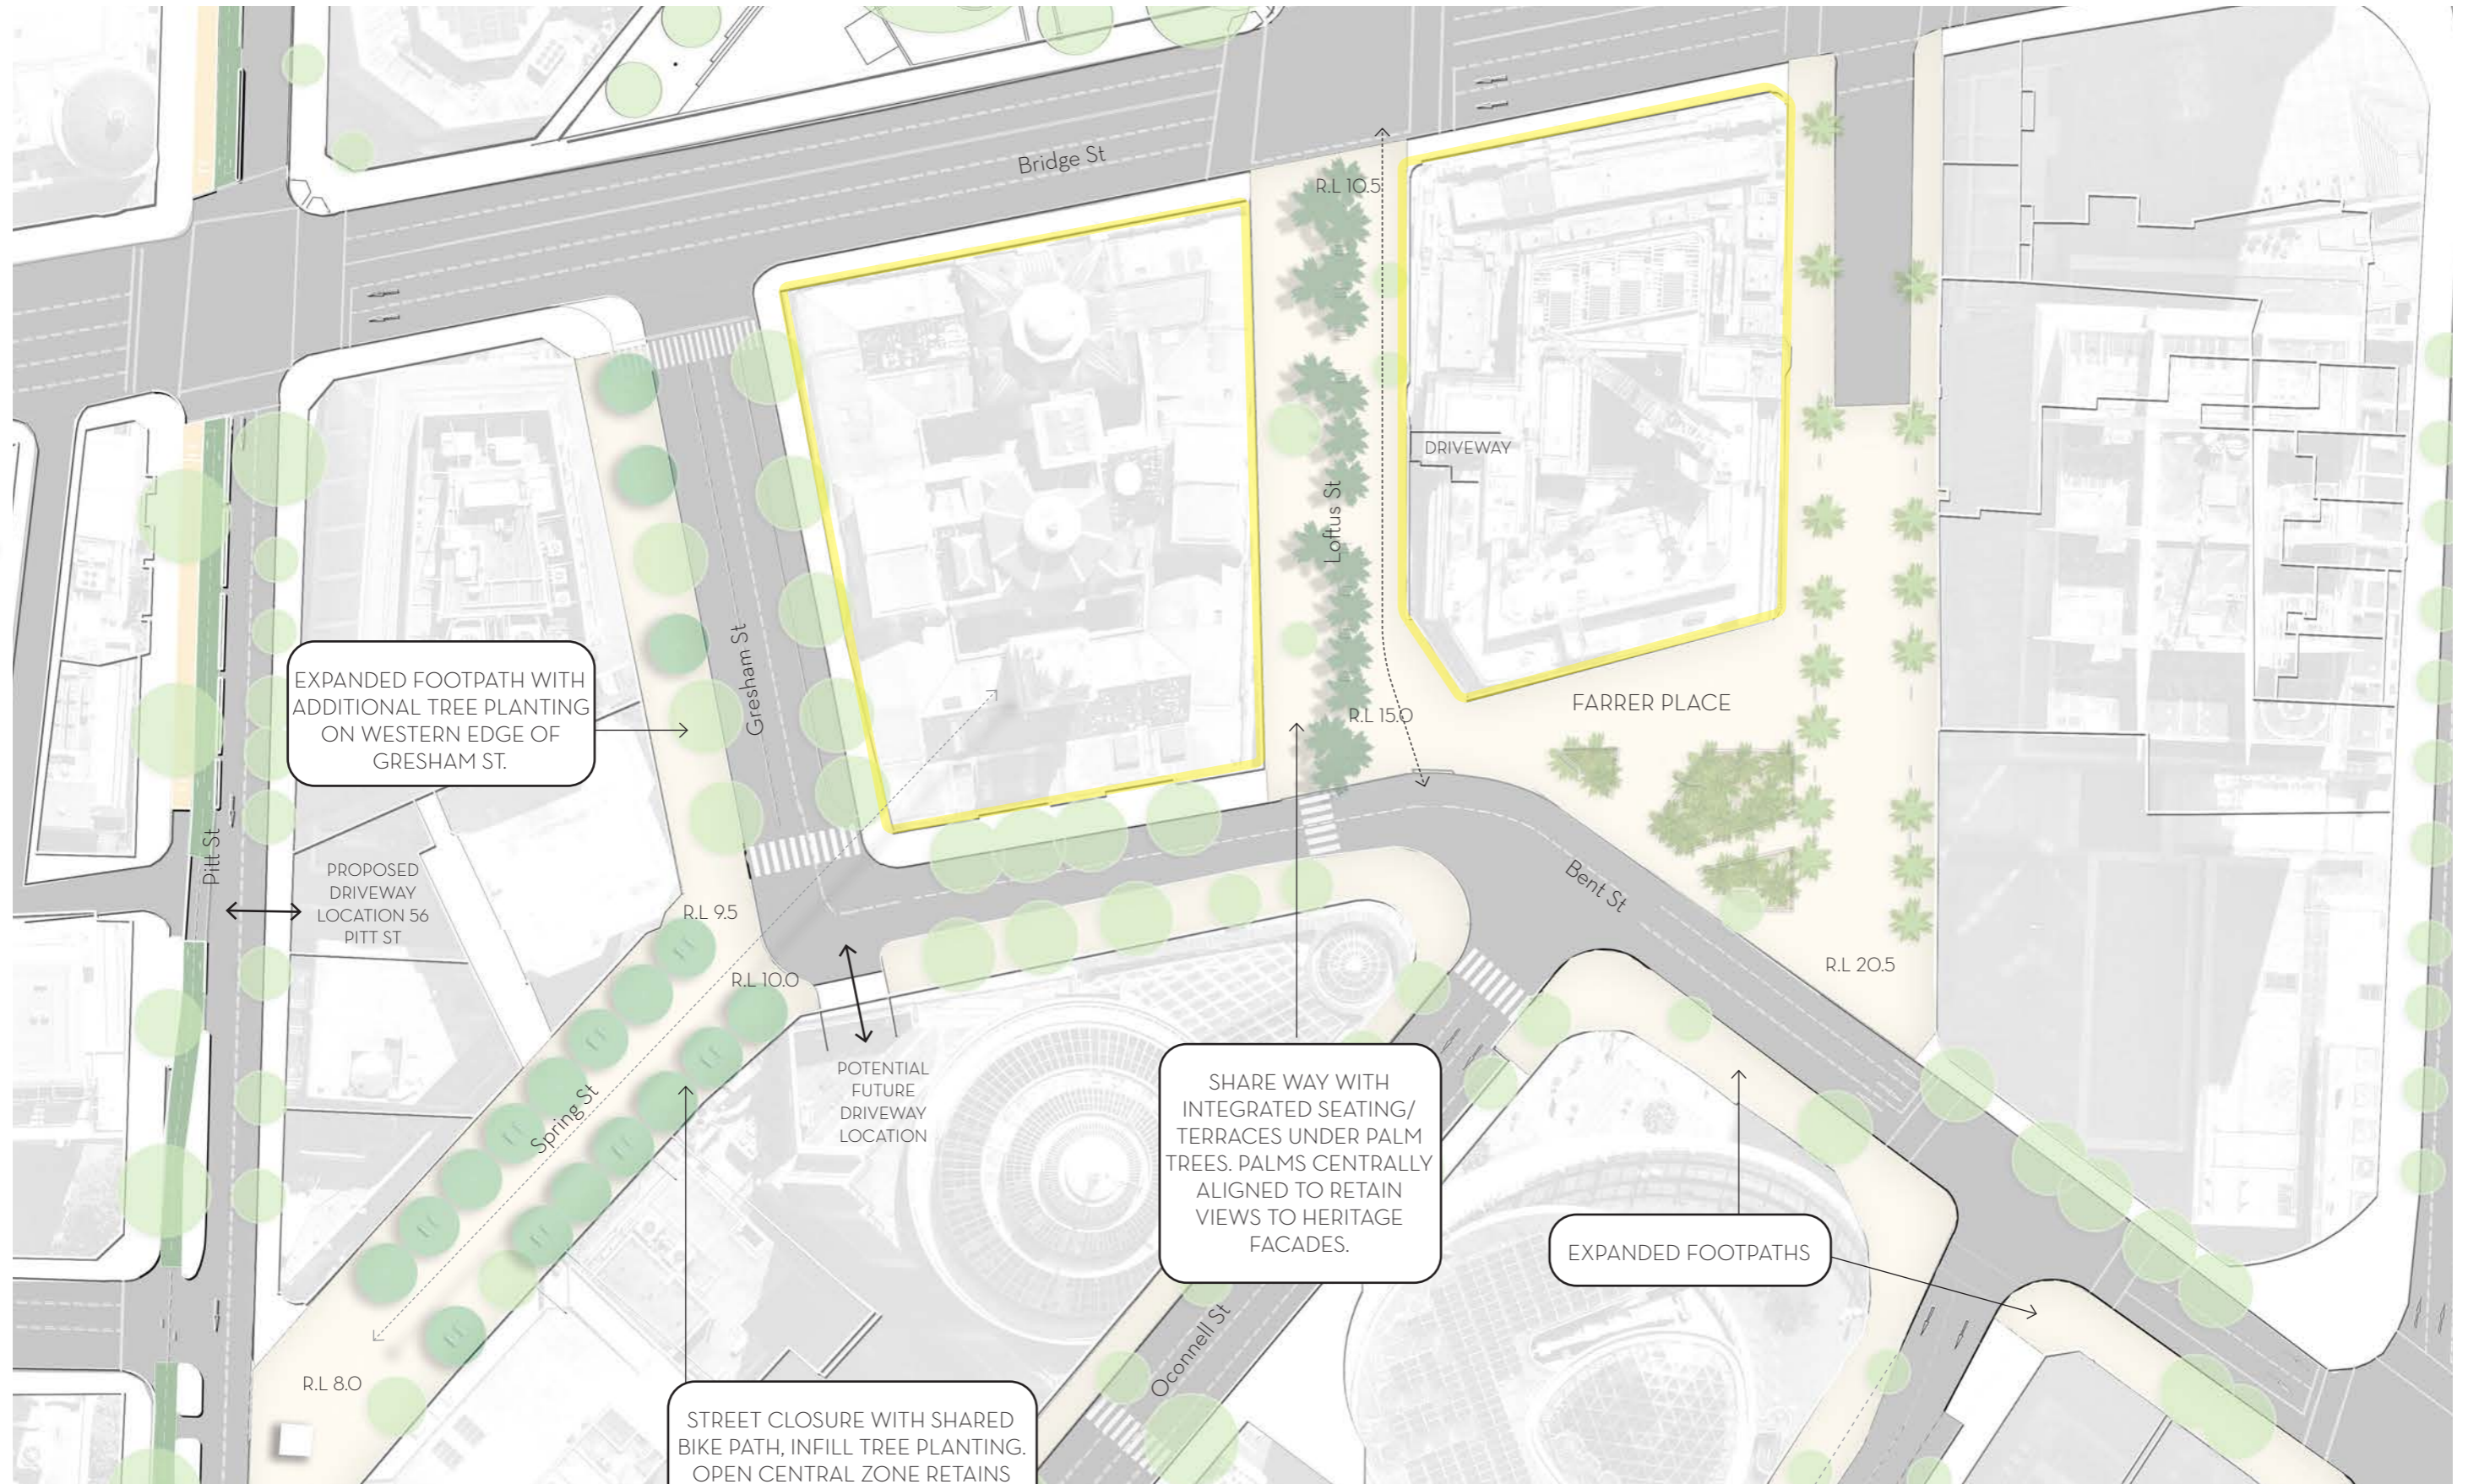 Bridge St
R.L 10.5
DRIVEWAY
Loftus St
EXPANDED FOOTPATH WITH
ADDITIONAL TREE PLANTING
ON WESTERN EDGE OF
GRESHAM ST.
Gresham St
R.L 15.0
FARRER PLACE
Pitt St
PROPOSED
DRIVEWAY
LOCATION 56
PITT ST
R.L 9.5
R.L 10.0
Bent St
R.L 20.5
POTENTIAL
FUTURE
DRIVEWAY
LOCATION
Spring St
SHARE WAY WITH
INTEGRATED SEATING/
TERRACES UNDER PALM
TREES. PALMS CENTRALLY
ALIGNED TO RETAIN
VIEWS TO HERITAGE
FACADES.
EXPANDED FOOTPATHS
Oconnell St
R.L 8.0
STREET CLOSURE WITH SHARED
BIKE PATH, INFILL TREE PLANTING.
OPEN CENTRAL ZONE RETAINS